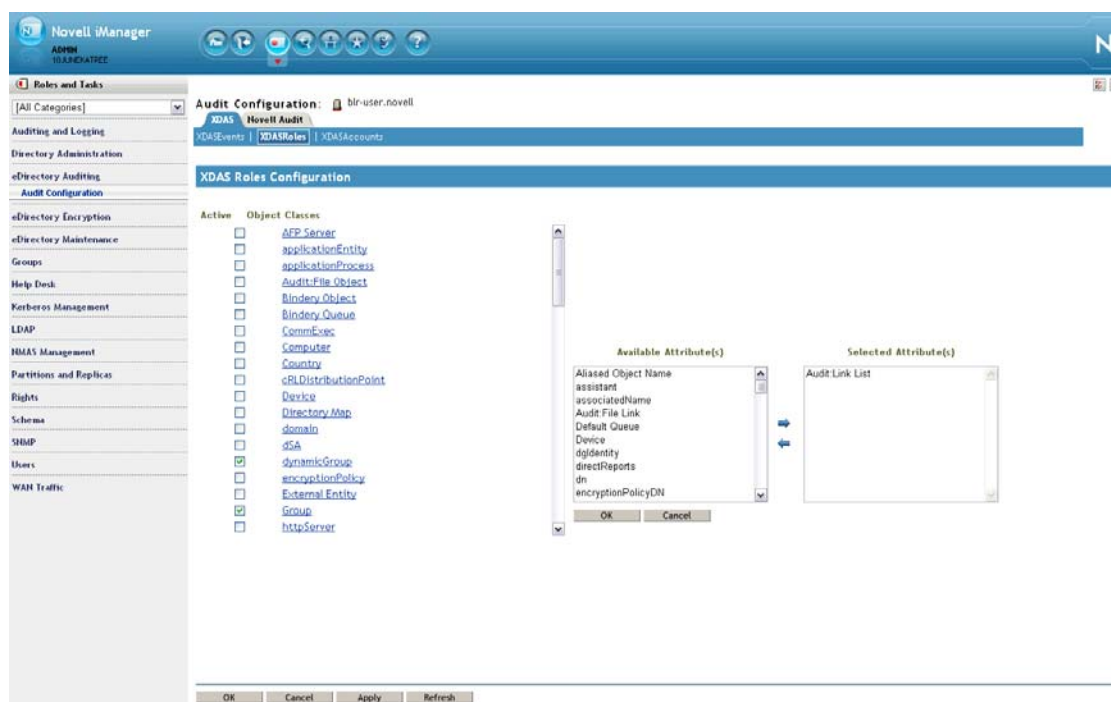 Novell iManager
ADMIN
N
Roles and Tasks
[All Categories]
Auditing and Logging
Directory Administration
eDirectory Auditing
Audit Configuration
eDirectory Encryption
eDirectory Maintenance
Groups
Help Desk
Kerberos Management
LDAP
NMAS Management
Partitions and Replicas
Rights
Schema
SNMP
Users
WAN Traffic
Audit Configuration: blr-user.novell
XDAS Novell Audit
XDASEvents | XDASRoles | XDASAccounts
XDAS Roles Configuration
Active Object Classes
AFP Server
applicationEntity
applicationProcess
Audit:File Object
Bindery Object
Bindery Queue
CommExec
Computer
Country
cRLDistributionPoint
Device
Directory Map
domain
dSA
dynamicGroup
encryptionPolicy
External Entity
Group
httpServer
Available Attribute(s)
Aliased Object Name
assistant
associatedName
Audit:File Link
Default Queue
Device
dgIdentity
directReports
dn
encryptionPolicyDN
Selected Attribute(s)
Audit:Link List
OK Cancel
OK Cancel Apply Refresh